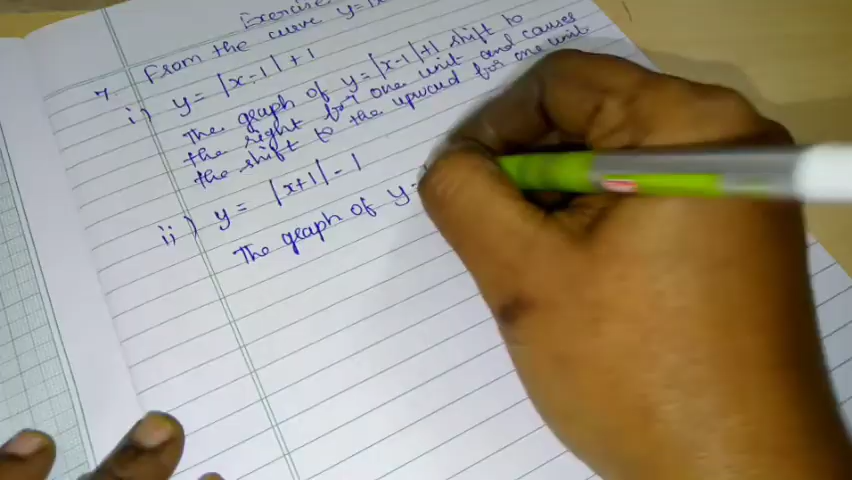 Exercise
7. From the curve y=|x
i) y = |x-1| + 1
The graph of y=|x-1|+1 shift to
the right for one unit and causes
the shift to the upward for one unit
ii) y = |x+1| - 1
The graph of y=